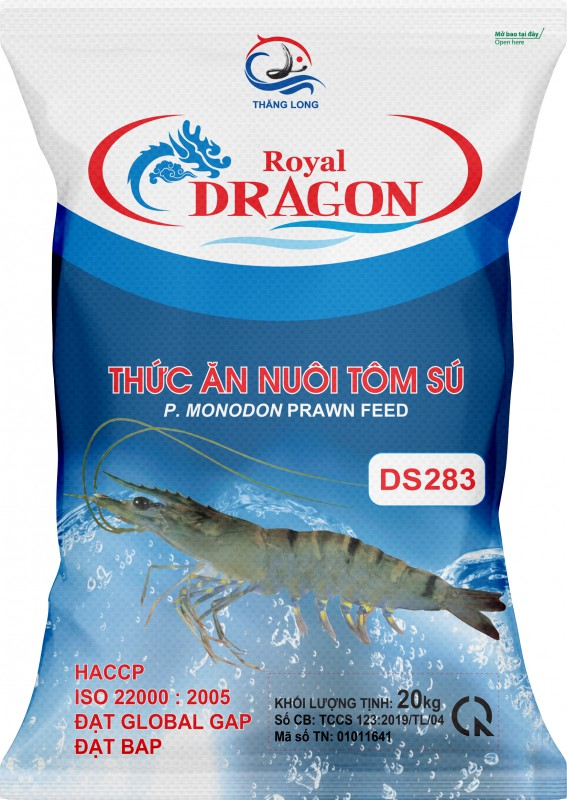 Mở bao tại đây
Open here
THĂNG LONG
Royal
DRAGON
THỨC ĂN NUÔI TÔM SÚ
P. MONODON PRAWN FEED
DS283
HACCP
ISO 22000 : 2005
ĐẠT GLOBAL GAP
ĐẠT BAP
KHỐI LƯỢNG TỊNH: 20kg
Số CB: TCCS 123:2019/TL/04
Mã số TN: 01011641